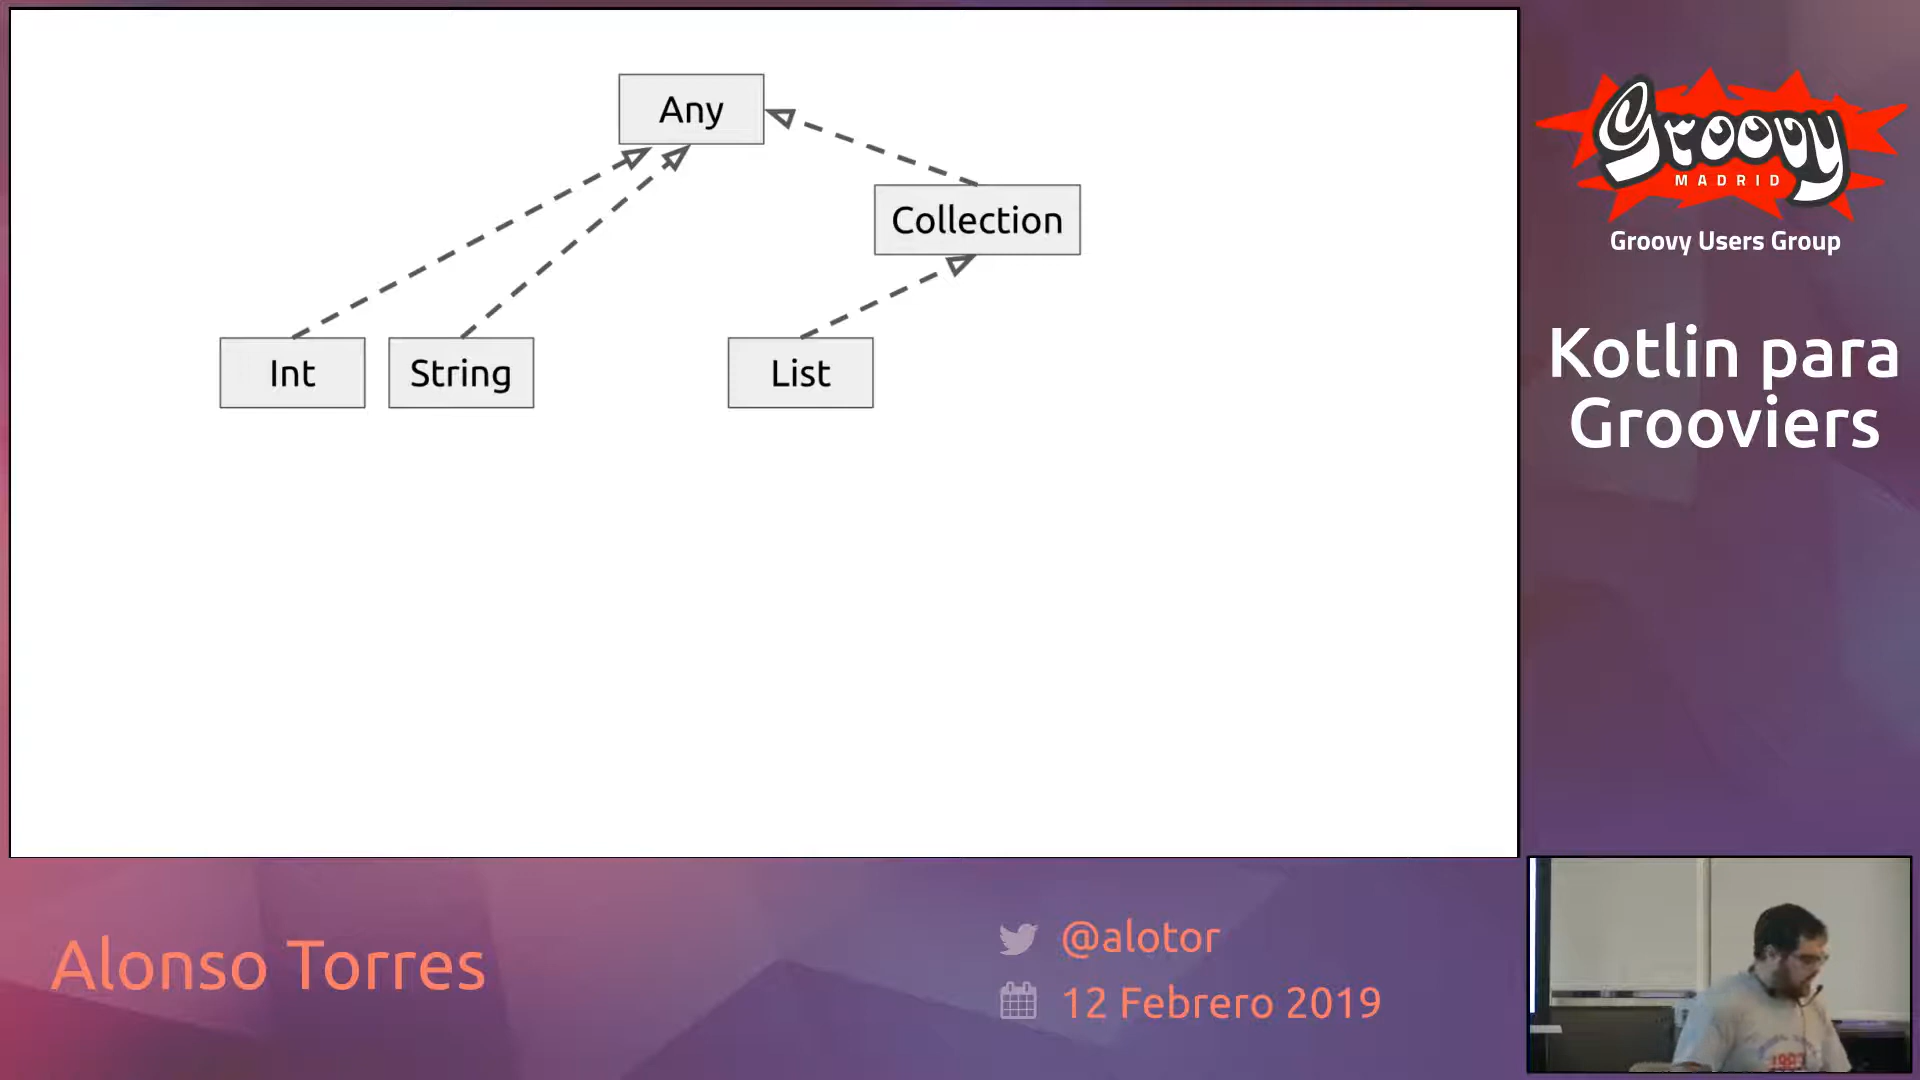 Any
Collection
Int
String
List
Groovy
MADRID
Groovy Users Group
Kotlin para
Grooviers
Alonso Torres
@alotor
12 Febrero 2019